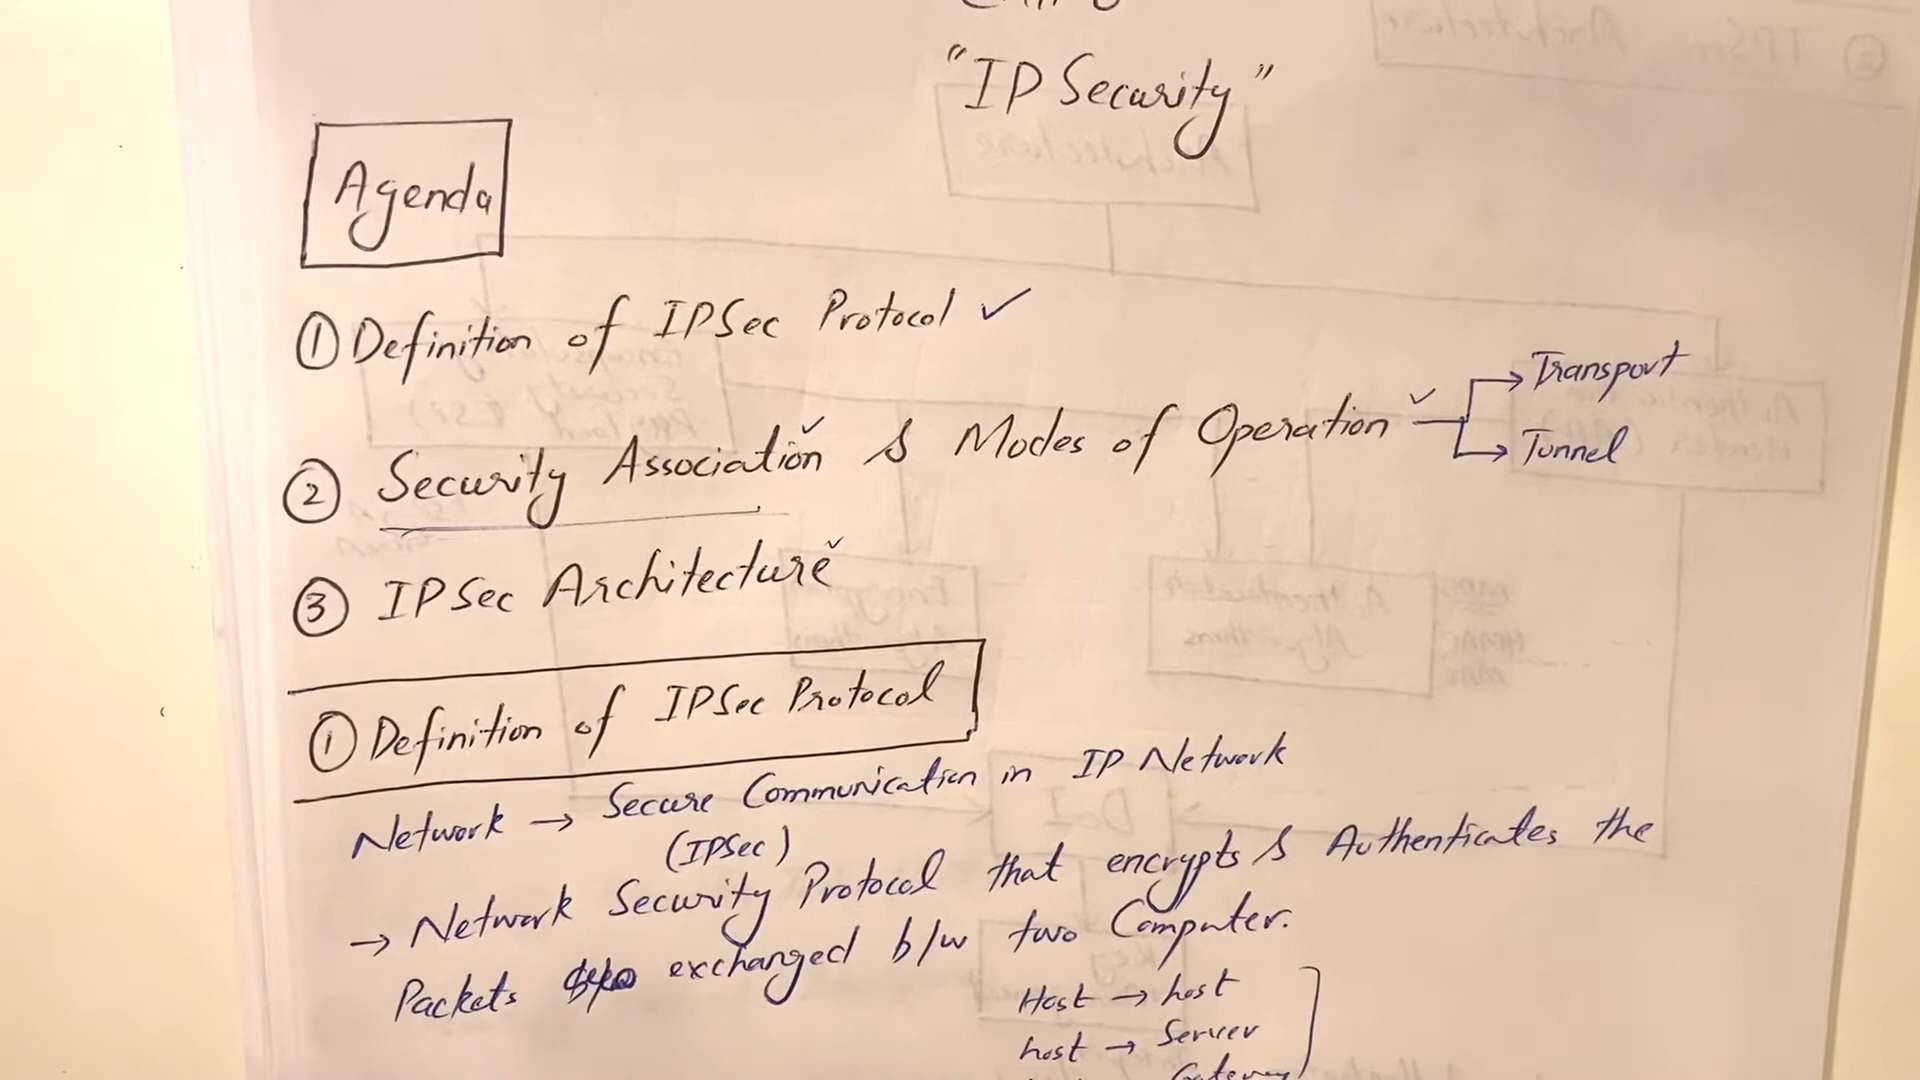 "IP Security"
Agenda
① Definition of IPSec Protocol ✓
② Security Association ✓ & Modes of Operation ✓ → Transport
→ Tunnel
③ IPSec Architecture ✓
① Definition of IPSec Protocol
Network → Secure Communication in IP Network
(IPSec)
→ Network Security Protocol that encrypts & Authenticates the
Packets exchanged b/w two Computer.
Host → host
host → Server
Gateway